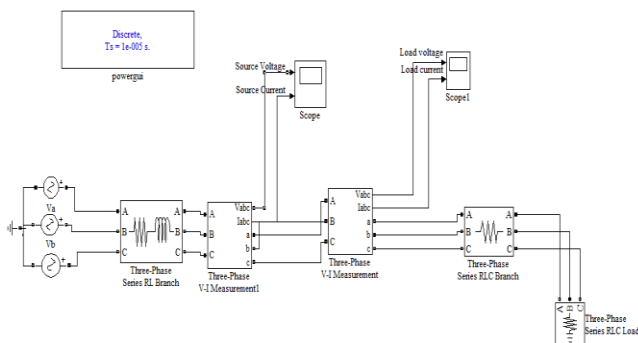 Discrete,
Ts = 1e-005 s.
powergui
Source Voltage
Source Current
Scope
Load voltage
Load current
Scope1
Va
Vb
A
B
C
A
B
C
Three-Phase
Series RL Branch
A
B
C
Vabc
Iabc
a
b
c
Three-Phase
V-I Measurement1
A
B
C
Vabc
Iabc
a
b
c
Three-Phase
V-I Measurement
A
B
C
A
B
C
Three-Phase
Series RLC Branch
A
B
C
Three-Phase
Series RLC Load